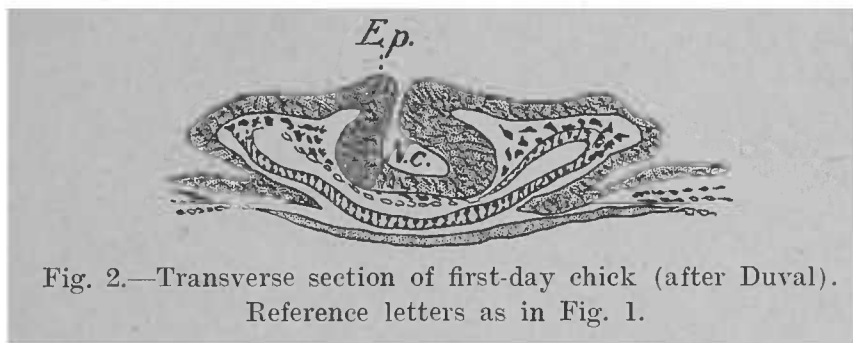 Ep.
N.C.
Fig. 2.—Transverse section of first-day chick (after Duval).
Reference letters as in Fig. 1.